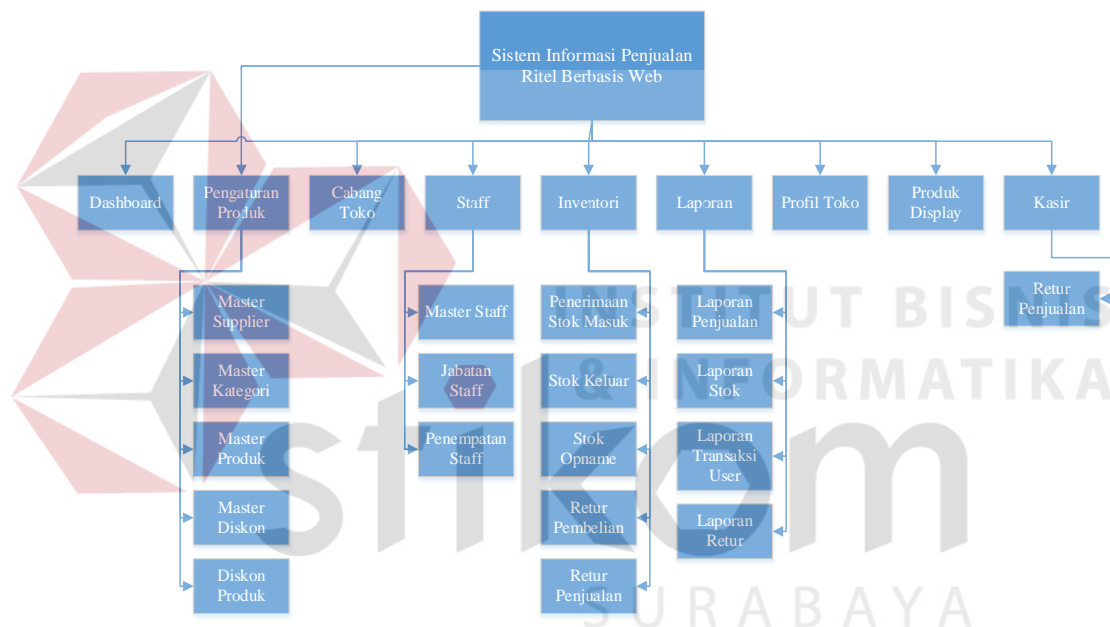 Sistem Informasi Penjualan
Ritel Berbasis Web
Dashboard
Pengaturan
Produk
Cabang
Toko
Staff
Inventori
Laporan
Profil Toko
Produk
Display
Kasir
Master
Supplier
Master
Kategori
Master
Produk
Master
Diskon
Diskon
Produk
Master Staff
Jabatan
Staff
Penempatan
Staff
Penerimaan
Stok Masuk
Stok Keluar
Stok
Opname
Retur
Pembelian
Retur
Penjualan
Laporan
Penjualan
Laporan
Stok
Laporan
Transaksi
User
Laporan
Retur
Retur
Penjualan
INSTITUT BISNIS
& INFORMATIKA
stikom
SURABAYA